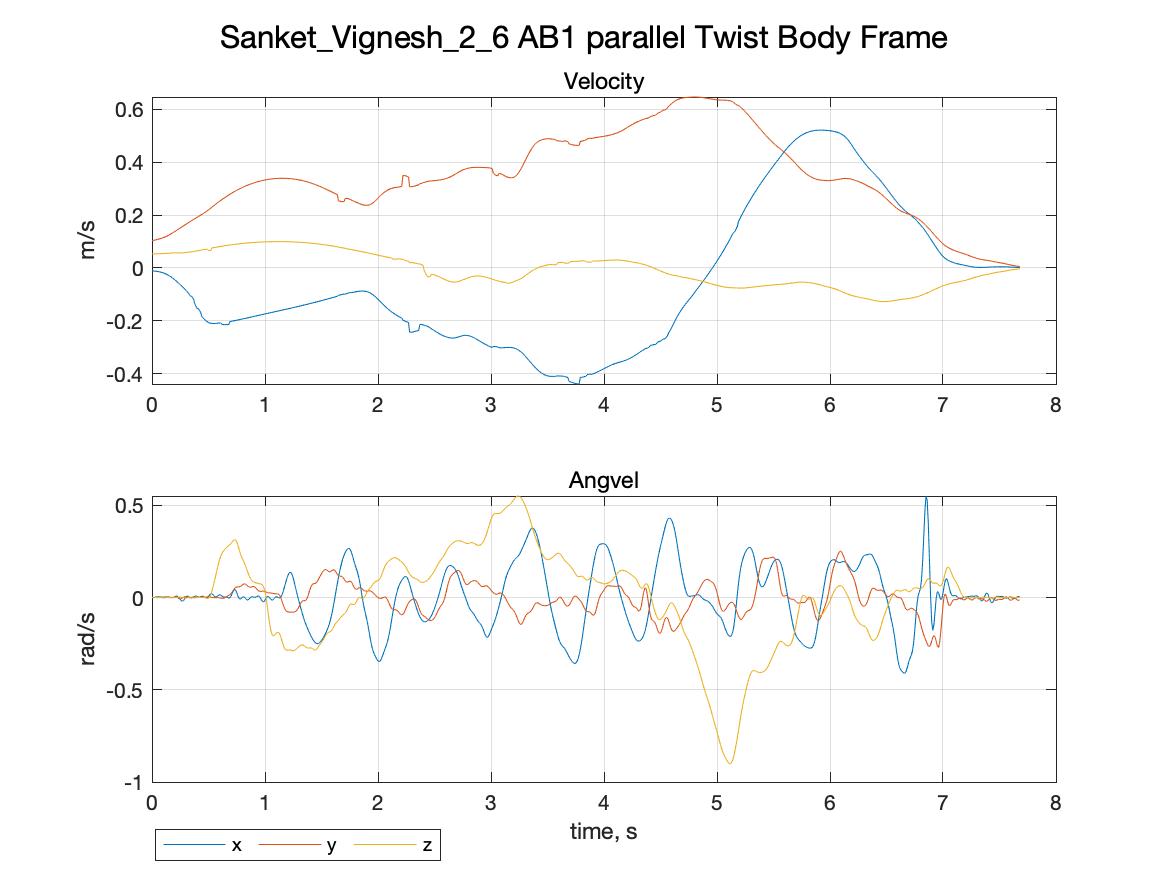 Sanket_Vignesh_2_6 AB1 parallel Twist Body Frame
Velocity
0.6
0.4
0.2
0
-0.2
-0.4
m/s
0 1 2 3 4 5 6 7 8
Angvel
0.5
0
-0.5
-1
rad/s
0 1 2 3 4 5 6 7 8
time, s
x y z